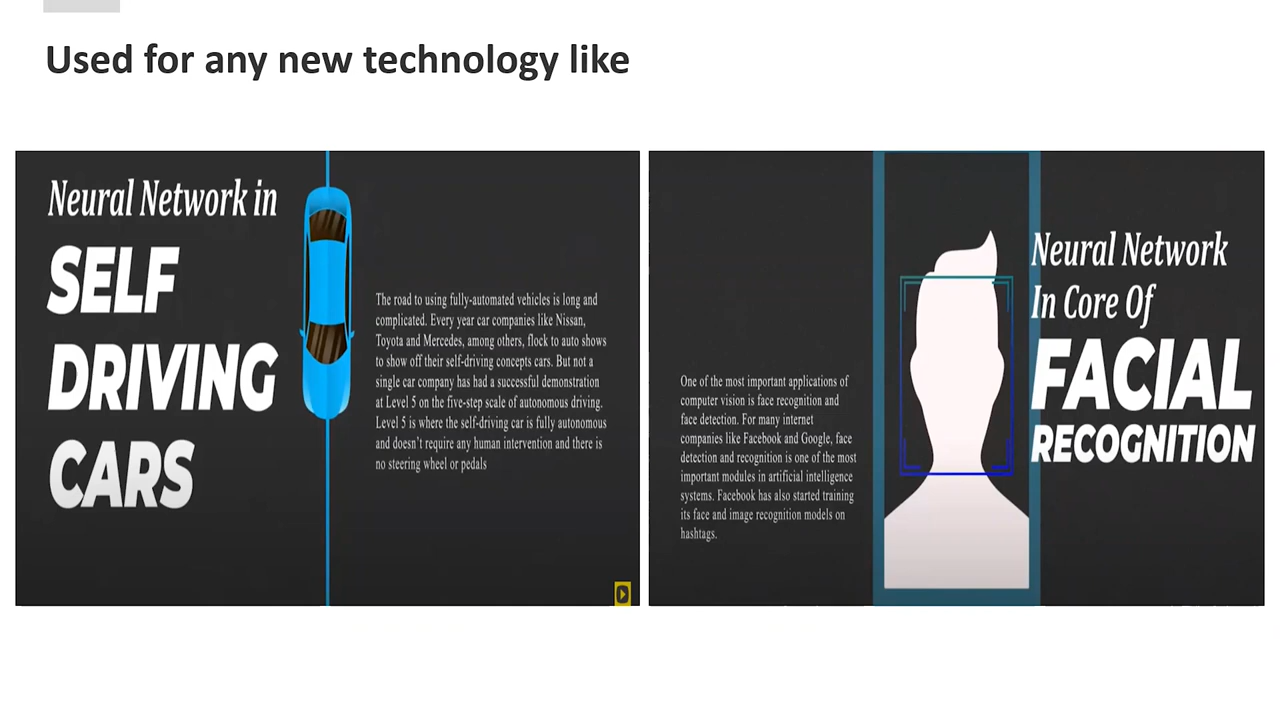 Used for any new technology like
Neural Network in
SELF
DRIVING
CARS
The road to using fully-automated vehicles is long and
complicated. Every year car companies like Nissan,
Toyota and Mercedes, among others, flock to auto shows
to show off their self-driving concepts cars. But not a
single car company has had a successful demonstration
at Level 5 on the five-step scale of autonomous driving.
Level 5 is where the self-driving car is fully autonomous
and doesn't require any human intervention and there is
no steering wheel or pedals
One of the most important applications of
computer vision is face recognition and
face detection. For many internet
companies like Facebook and Google, face
detection and recognition is one of the most
important modules in artificial intelligence
systems. Facebook has also started training
its face and image recognition models on
hashtags.
Neural Network
In Core Of
FACIAL
RECOGNITION